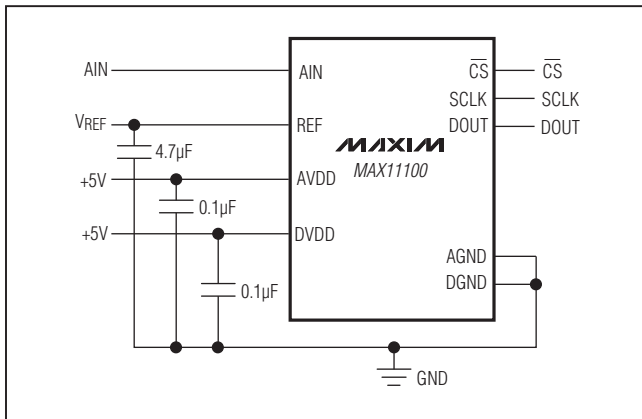 AIN
AIN
CS
CS
SCLK
SCLK
VREF
REF
DOUT
DOUT
MAXIM
MAX11100
4.7µF
+5V
AVDD
0.1µF
+5V
DVDD
AGND
DGND
0.1µF
GND